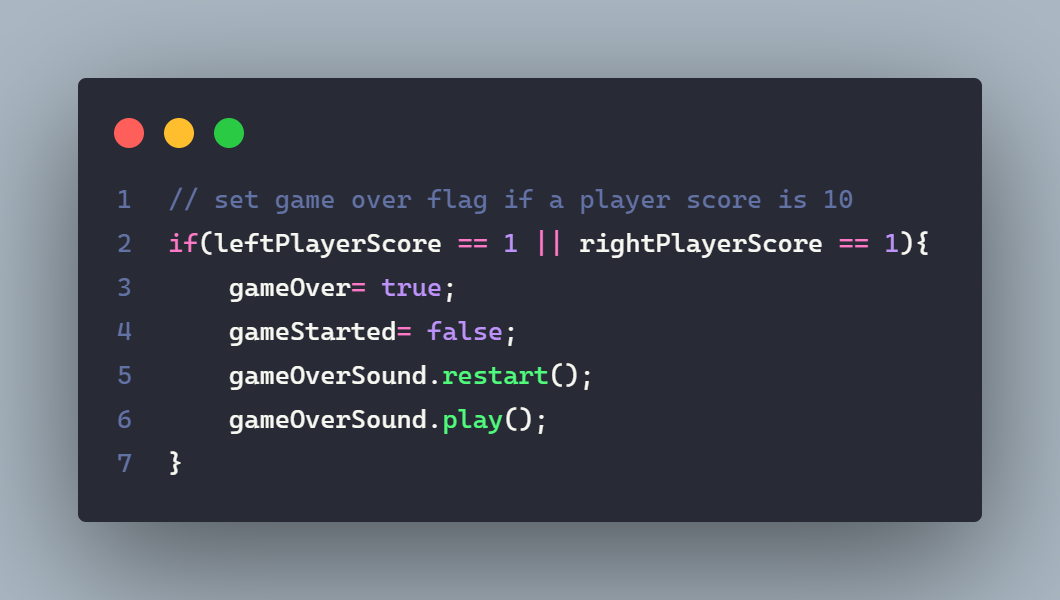 1 // set game over flag if a player score is 10
2 if(leftPlayerScore == 1 || rightPlayerScore == 1){
3     gameOver= true;
4     gameStarted= false;
5     gameOverSound.restart();
6     gameOverSound.play();
7 }